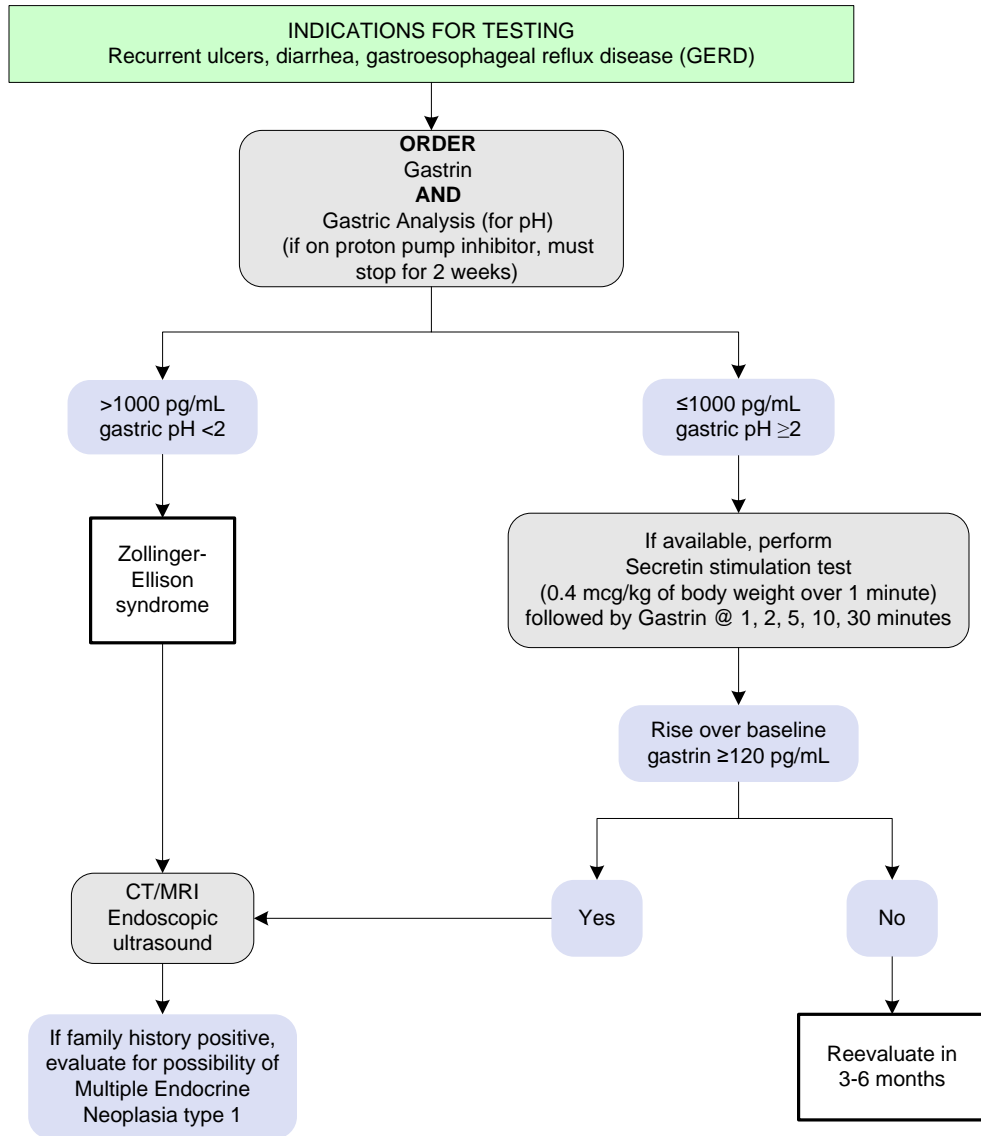 INDICATIONS FOR TESTING
Recurrent ulcers, diarrhea, gastroesophageal reflux disease (GERD)
ORDER
Gastrin
AND
Gastric Analysis (for pH)
(if on proton pump inhibitor, must
stop for 2 weeks)
>1000 pg/mL
gastric pH <2
≤1000 pg/mL
gastric pH ≥2
Zollinger-
Ellison
syndrome
If available, perform
Secretin stimulation test
(0.4 mcg/kg of body weight over 1 minute)
followed by Gastrin @ 1, 2, 5, 10, 30 minutes
Rise over baseline
gastrin ≥120 pg/mL
CT/MRI
Endoscopic
ultrasound
Yes
No
If family history positive,
evaluate for possibility of
Multiple Endocrine
Neoplasia type 1
Reevaluate in
3-6 months